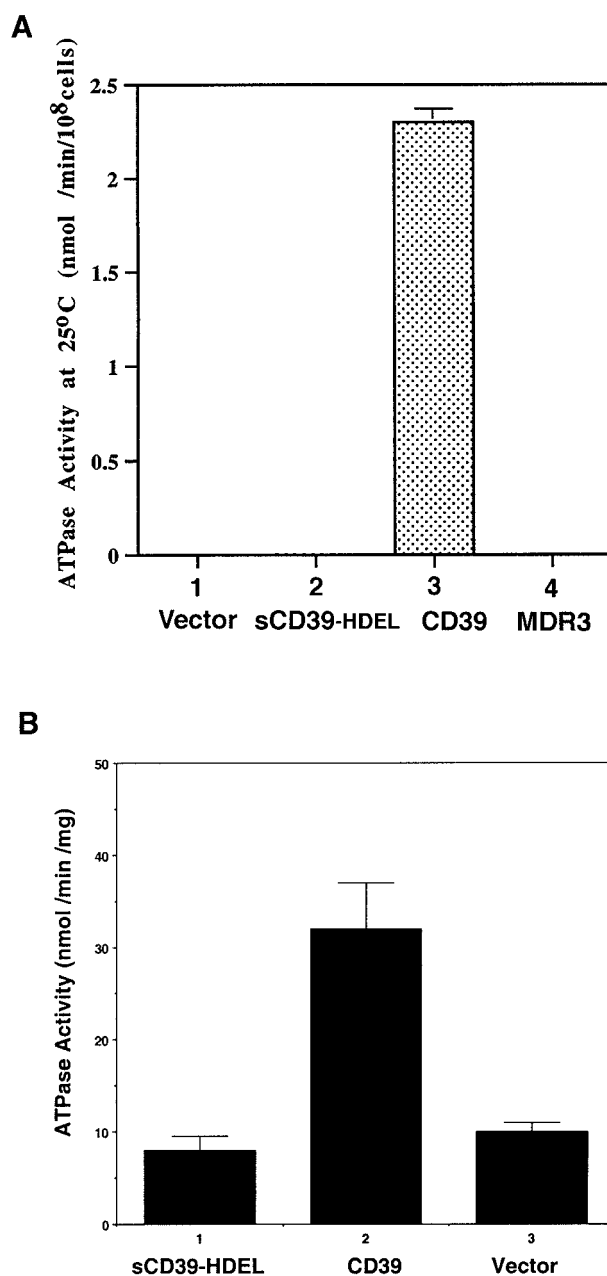 A
ATPase Activity at 25°C (nmol /min/10⁸cells)
2.5
2
1.5
1
0.5
0
1 2 3 4
Vector sCD39-HDEL CD39 MDR3
B
ATPase Activity (nmol /min /mg)
50
40
30
20
10
0
1 2 3
sCD39-HDEL CD39 Vector